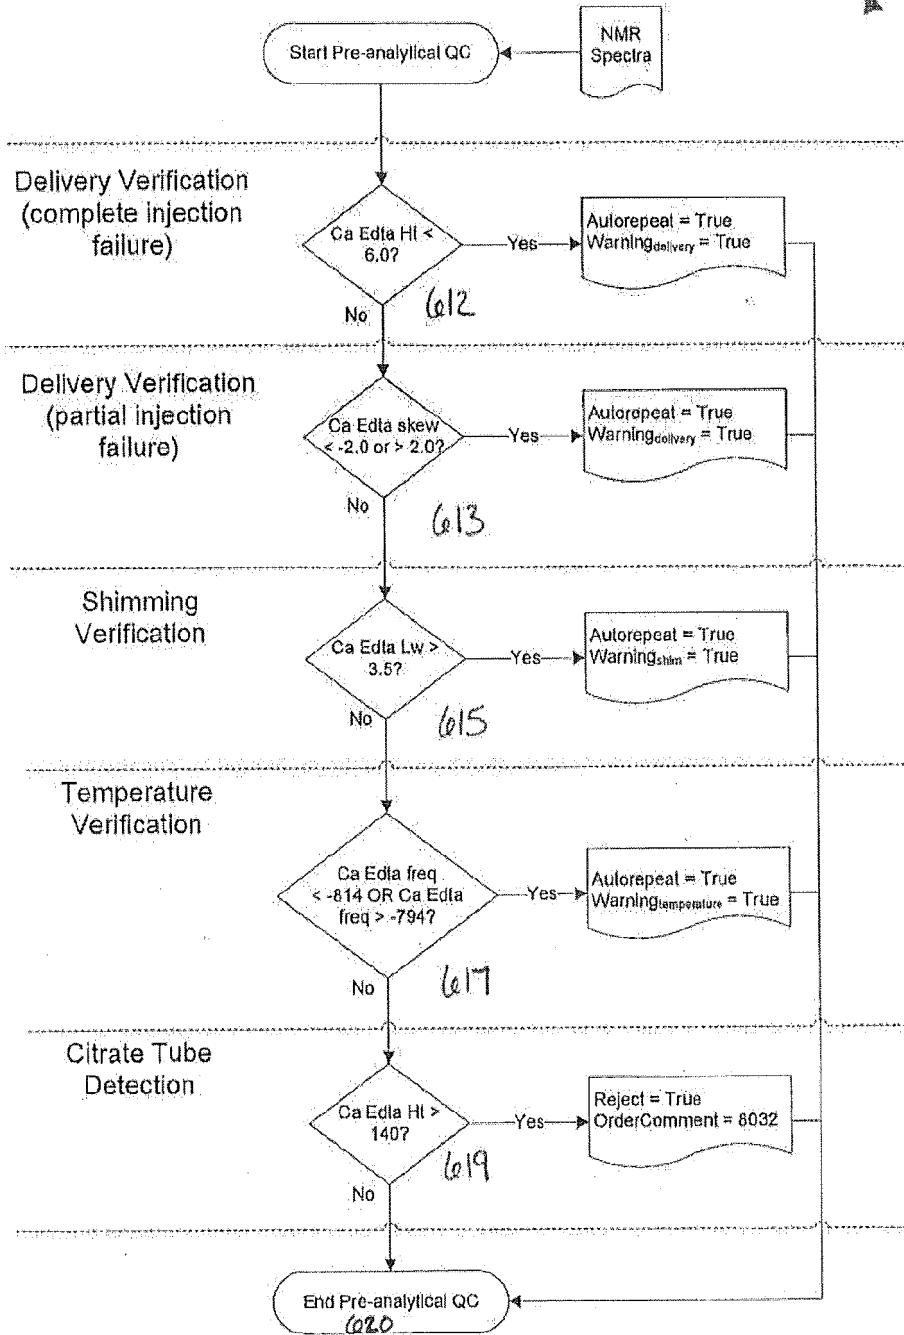 Start Pre-analytical QC
NMR
Spectra
Delivery Verification
(complete injection
failure)
Ca Edta Ht <
6.0?
Yes
Autorepeat = True
Warningdelivery = True
No
612
Delivery Verification
(partial injection
failure)
Ca Edta skew
< -2.0 or > 2.0?
Yes
Autorepeat = True
Warningdelivery = True
No
613
Shimming
Verification
Ca Edta Lw >
3.5?
Yes
Autorepeat = True
Warningshim = True
No
615
Temperature
Verification
Ca Edta freq
< -814 OR Ca Edta
freq > -794?
Yes
Autorepeat = True
Warningtemperature = True
No
617
Citrate Tube
Detection
Ca Edta Ht >
140?
Yes
Reject = True
OrderComment = 8032
No
619
End Pre-analytical QC
620